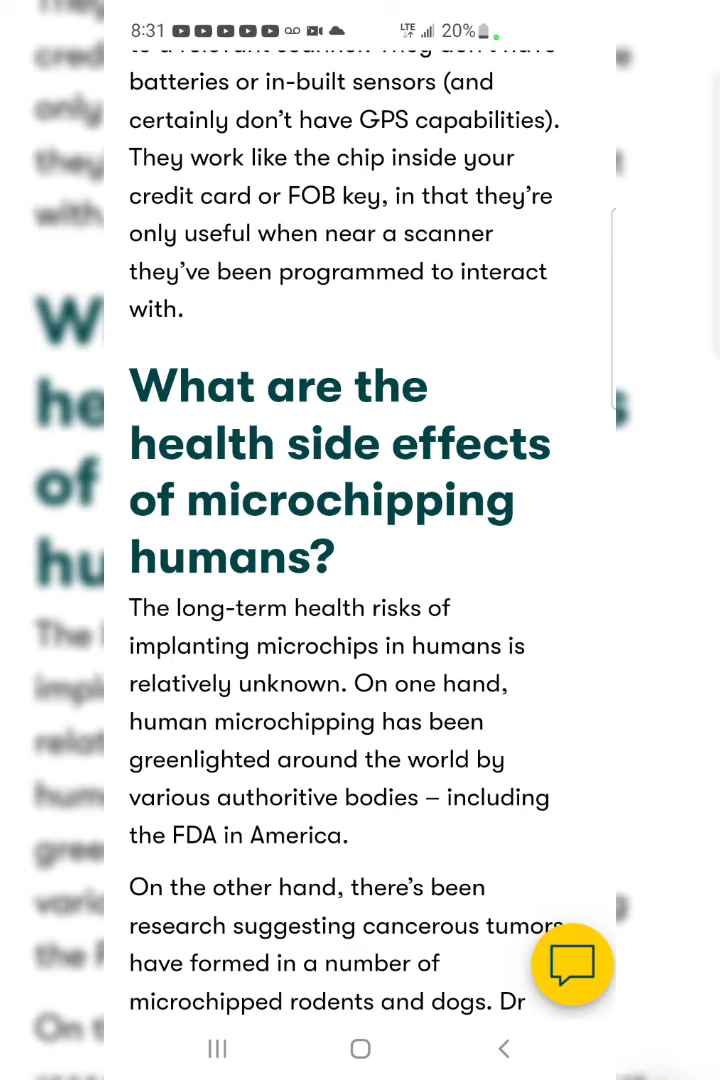 8:31
LTE
20%
batteries or in-built sensors (and
certainly don’t have GPS capabilities).
They work like the chip inside your
credit card or FOB key, in that they’re
only useful when near a scanner
they’ve been programmed to interact
with.
What are the
health side effects
of microchipping
humans?
The long-term health risks of
implanting microchips in humans is
relatively unknown. On one hand,
human microchipping has been
greenlighted around the world by
various authoritive bodies – including
the FDA in America.
On the other hand, there’s been
research suggesting cancerous tumors
have formed in a number of
microchipped rodents and dogs. Dr